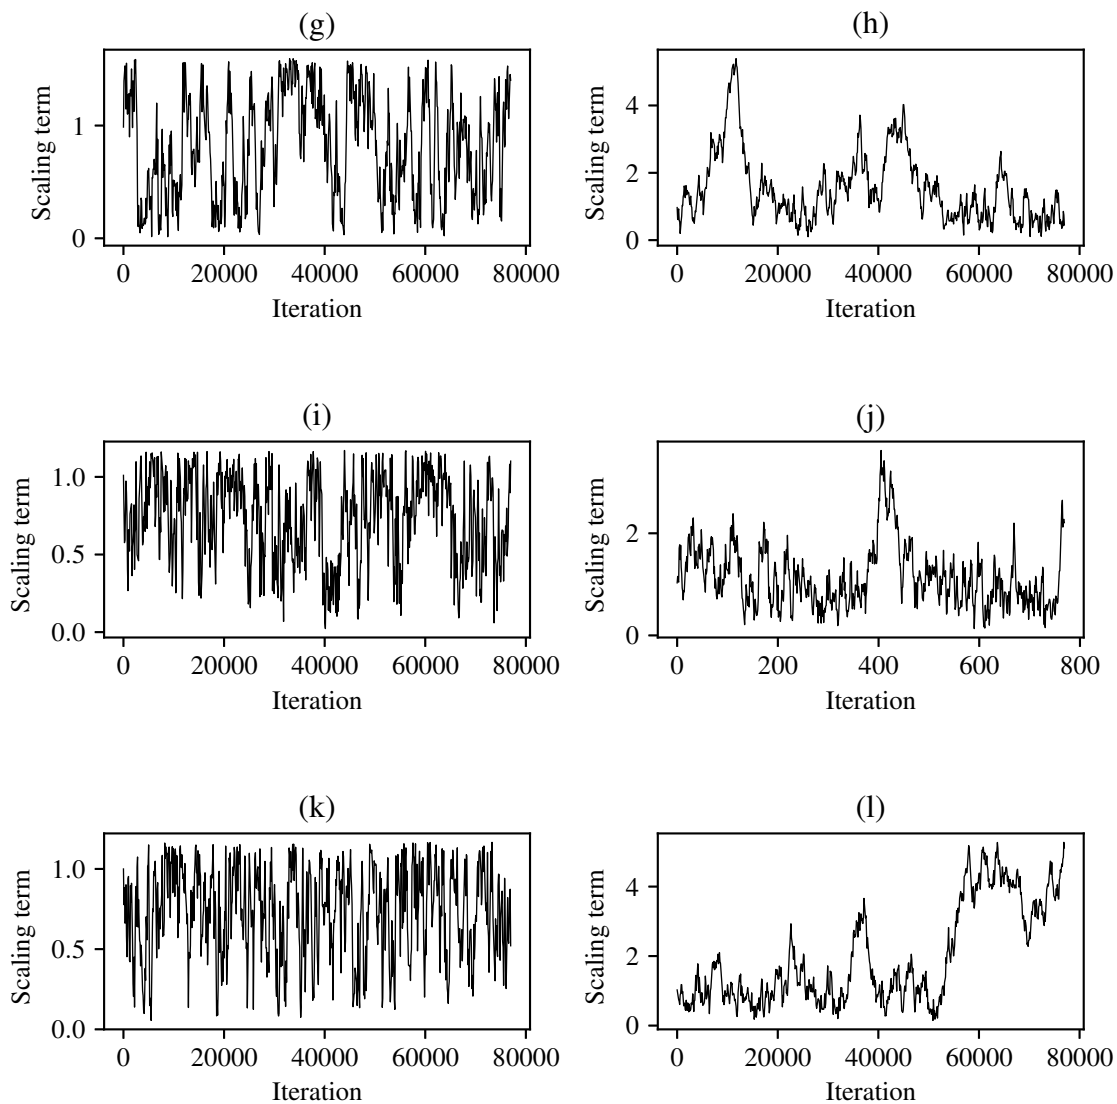 (g)
Scaling term
1
0
0 20000 40000 60000 80000
Iteration
(h)
Scaling term
4
2
0
0 20000 40000 60000 80000
Iteration
(i)
Scaling term
1.0
0.5
0.0
0 20000 40000 60000 80000
Iteration
(j)
Scaling term
2
0
0 200 400 600 800
Iteration
(k)
Scaling term
1.0
0.5
0.0
0 20000 40000 60000 80000
Iteration
(l)
Scaling term
4
2
0
0 20000 40000 60000 80000
Iteration